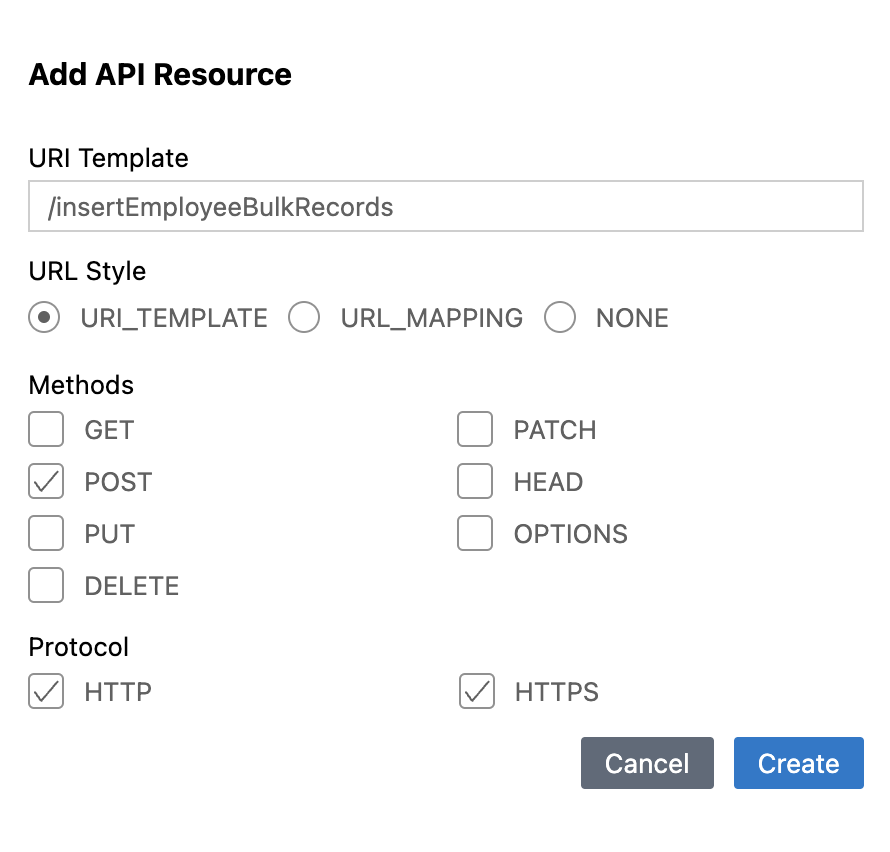 Add API Resource
URI Template
/insertEmployeeBulkRecords
URL Style
URI_TEMPLATE URL_MAPPING NONE
Methods
GET PATCH
POST HEAD
PUT OPTIONS
DELETE
Protocol
HTTP HTTPS
Cancel Create